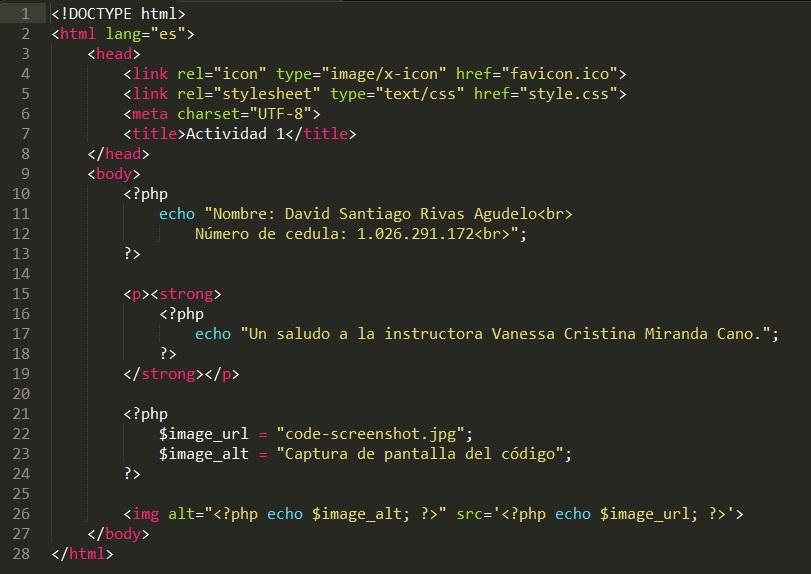 1 <!DOCTYPE html>
2 <html lang="es">
3     <head>
4         <link rel="icon" type="image/x-icon" href="favicon.ico">
5         <link rel="stylesheet" type="text/css" href="style.css">
6         <meta charset="UTF-8">
7         <title>Actividad 1</title>
8     </head>
9     <body>
10         <?php
11             echo "Nombre: David Santiago Rivas Agudelo<br>
12                 Número de cedula: 1.026.291.172<br>";
13         ?>
14
15         <p><strong>
16             <?php
17                 echo "Un saludo a la instructora Vanessa Cristina Miranda Cano.";
18             ?>
19         </strong></p>
20
21         <?php
22             $image_url = "code-screenshot.jpg";
23             $image_alt = "Captura de pantalla del código";
24         ?>
25
26         <img alt="<?php echo $image_alt; ?>" src='<?php echo $image_url; ?>'>
27     </body>
28 </html>